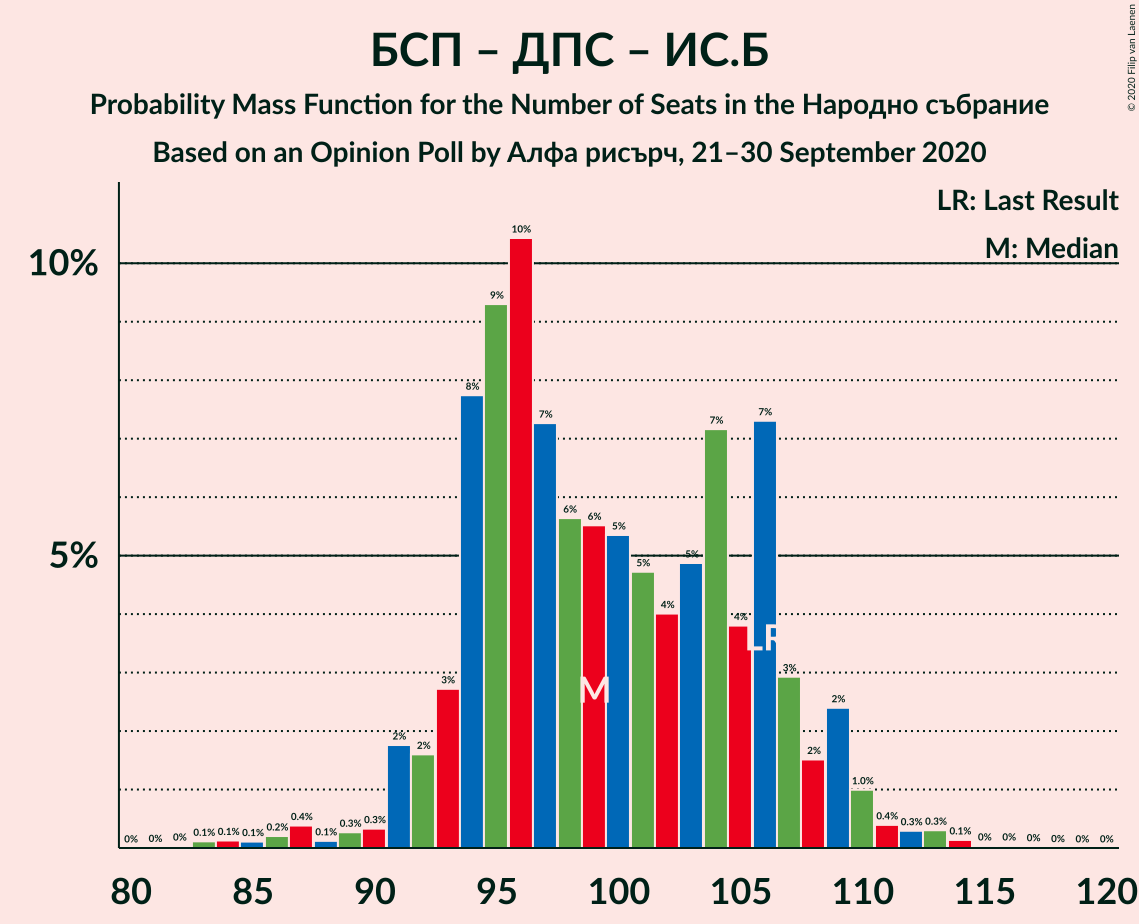 БСП – ДПС – ИС.Б
Probability Mass Function for the Number of Seats in the Народно събрание
Based on an Opinion Poll by Алфа рисърч, 21–30 September 2020
© 2020 Filip van Laenen
LR: Last Result
M: Median
10%
5%
0% 0% 0% 0.1% 0.1% 0.1% 0.2% 0.4% 0.1% 0.3% 0.3% 2% 2% 3% 8% 9% 10% 7% 6% 6% 5% 5% 4% 5% 7% 4% 7% 3% 2% 2% 1.0% 0.4% 0.3% 0.3% 0.1% 0% 0% 0% 0% 0% 0%
LR
M
80 85 90 95 100 105 110 115 120